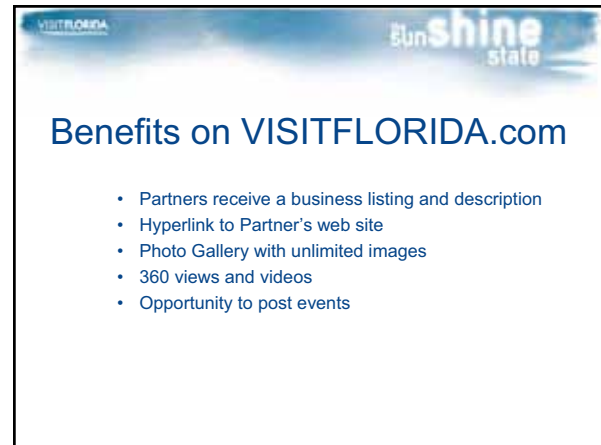 VISITFLORIDA
the
sunshine
state
Benefits on VISITFLORIDA.com
• Partners receive a business listing and description
• Hyperlink to Partner's web site
• Photo Gallery with unlimited images
• 360 views and videos
• Opportunity to post events